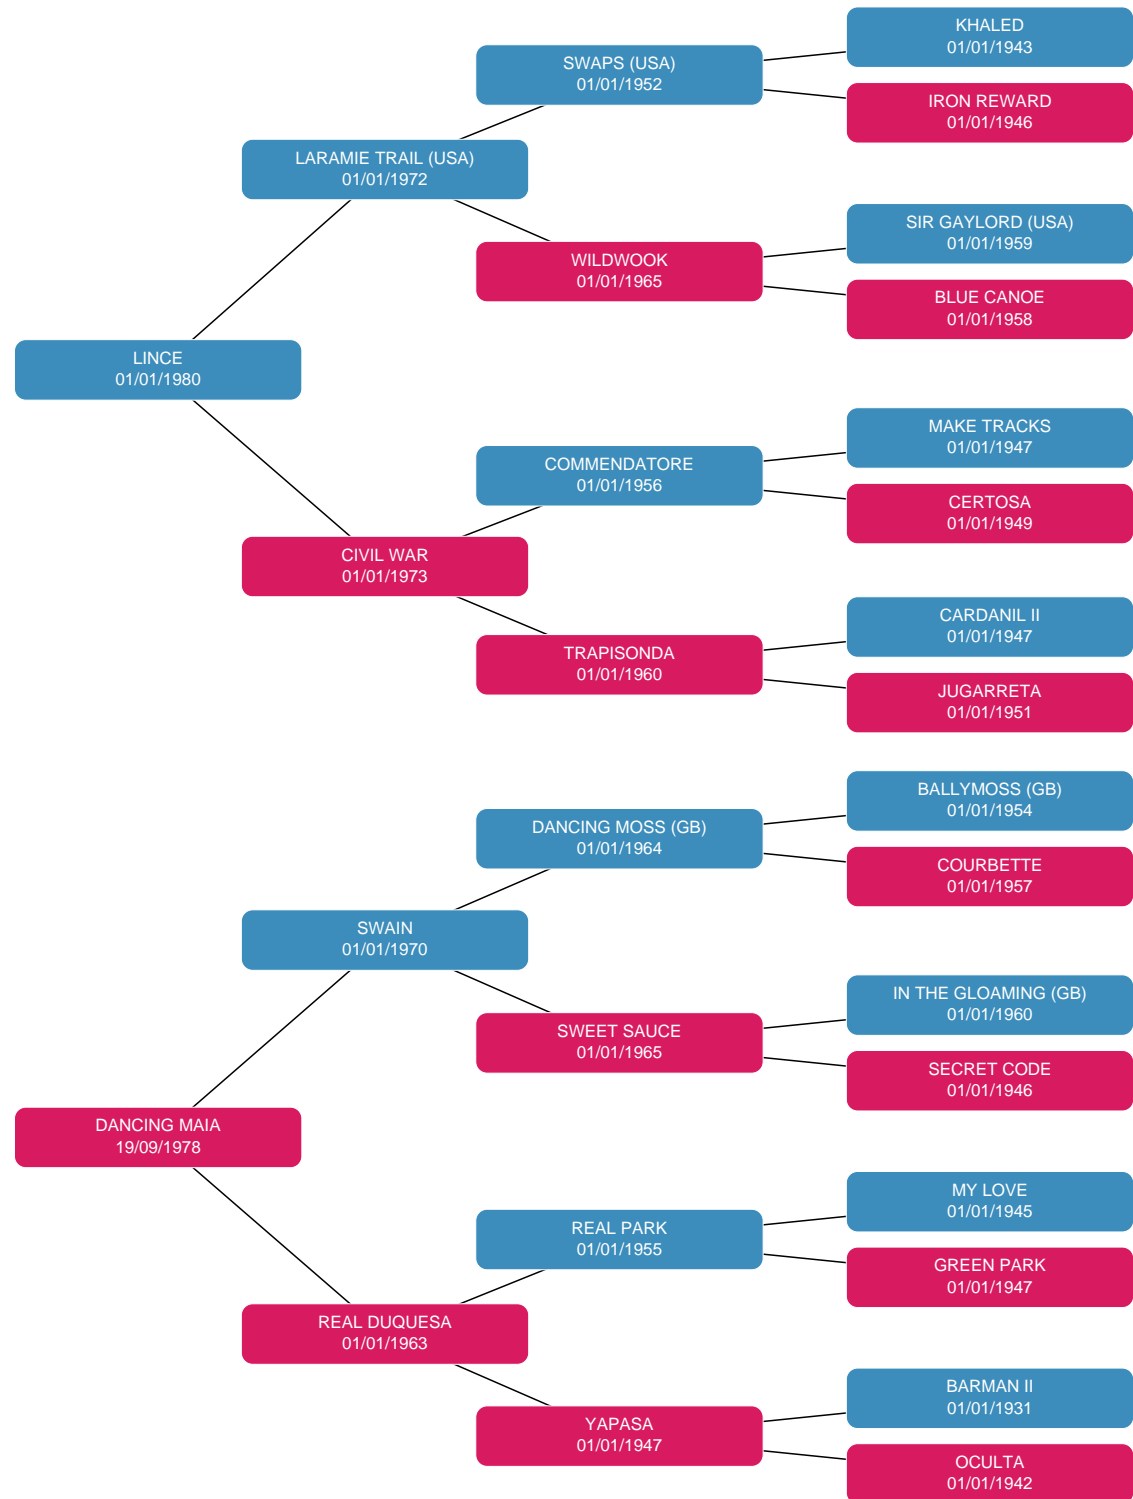 KHALED
01/01/1943
SWAPS (USA)
01/01/1952
IRON REWARD
01/01/1946
LARAMIE TRAIL (USA)
01/01/1972
SIR GAYLORD (USA)
01/01/1959
WILDWOOK
01/01/1965
BLUE CANOE
01/01/1958
LINCE
01/01/1980
MAKE TRACKS
01/01/1947
COMMENDATORE
01/01/1956
CERTOSA
01/01/1949
CIVIL WAR
01/01/1973
CARDANIL II
01/01/1947
TRAPISONDA
01/01/1960
JUGARRETA
01/01/1951
BALLYMOSS (GB)
01/01/1954
DANCING MOSS (GB)
01/01/1964
COURBETTE
01/01/1957
SWAIN
01/01/1970
IN THE GLOAMING (GB)
01/01/1960
SWEET SAUCE
01/01/1965
SECRET CODE
01/01/1946
DANCING MAIA
19/09/1978
MY LOVE
01/01/1945
REAL PARK
01/01/1955
GREEN PARK
01/01/1947
REAL DUQUESA
01/01/1963
BARMAN II
01/01/1931
YAPASA
01/01/1947
OCULTA
01/01/1942